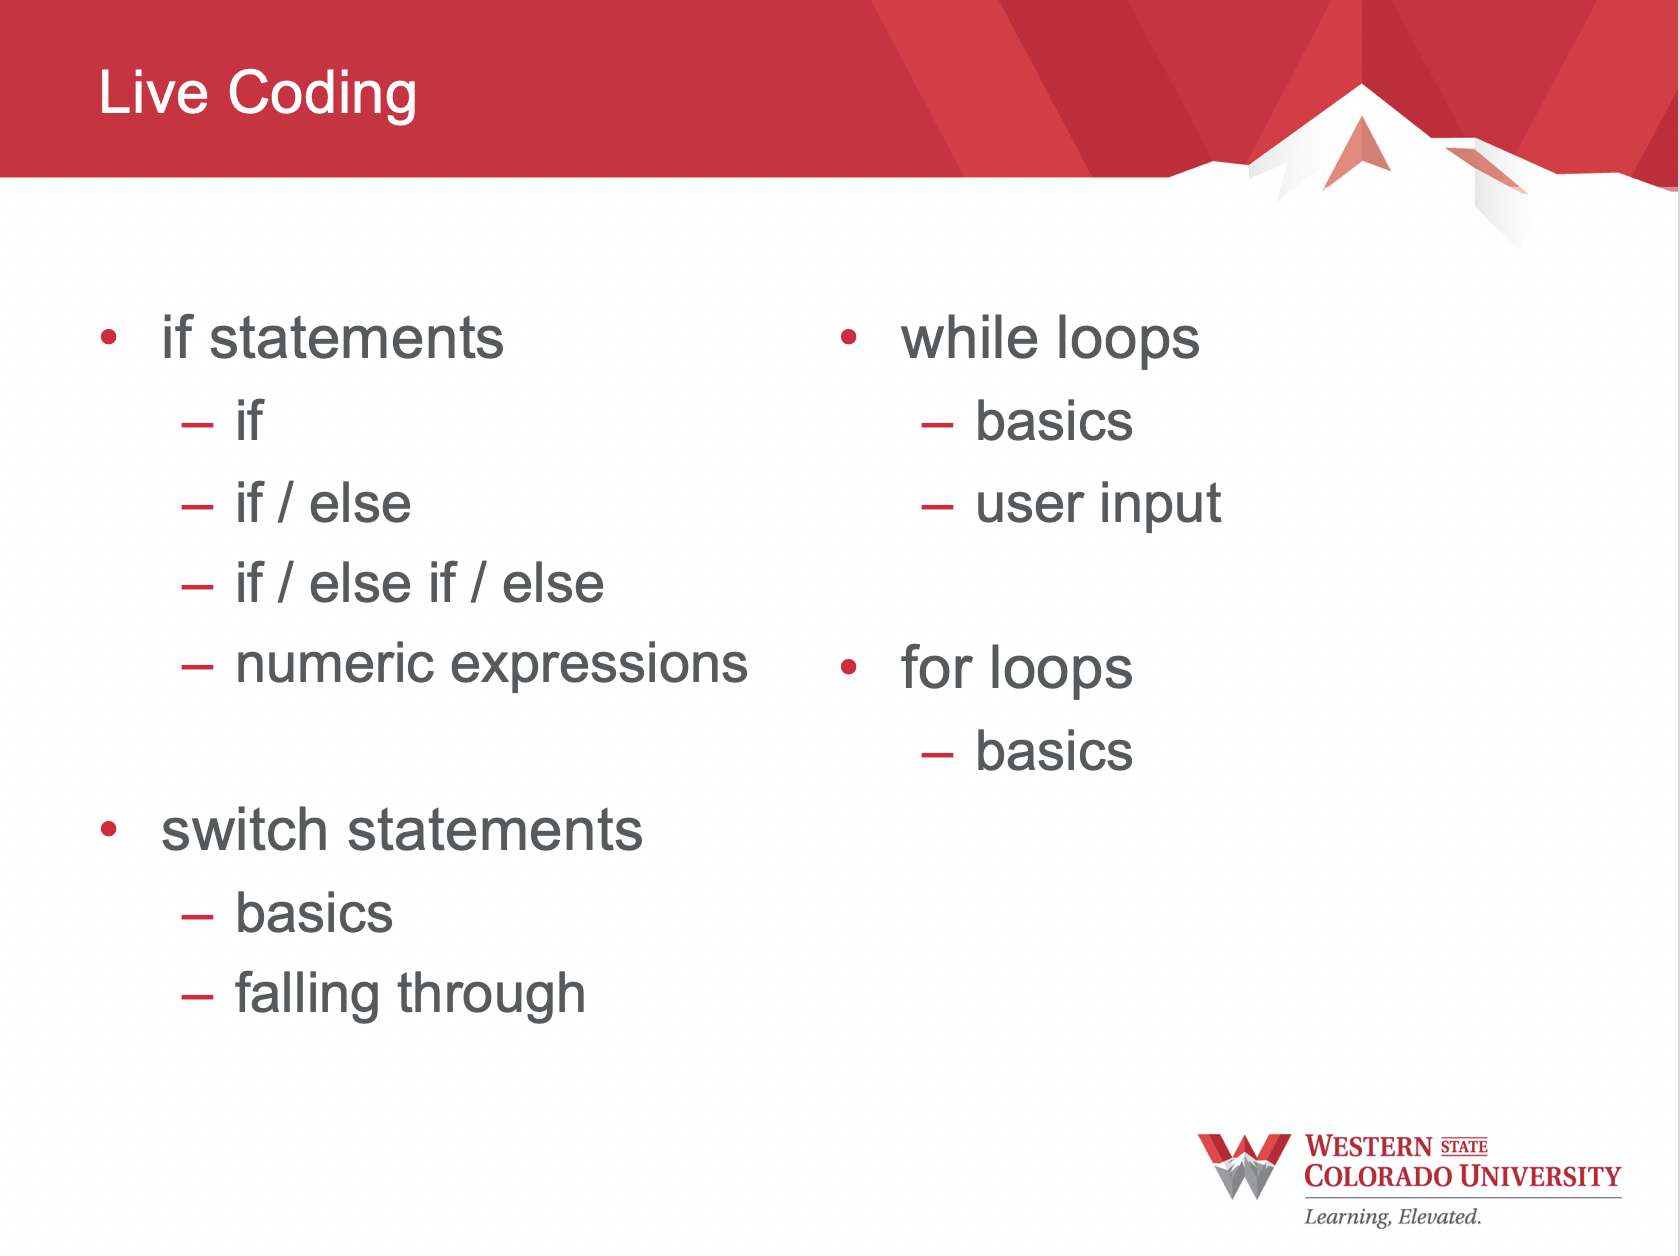 Live Coding
• if statements
– if
– if / else
– if / else if / else
– numeric expressions
• switch statements
– basics
– falling through
• while loops
– basics
– user input
• for loops
– basics
WESTERN STATE
COLORADO UNIVERSITY
Learning, Elevated.